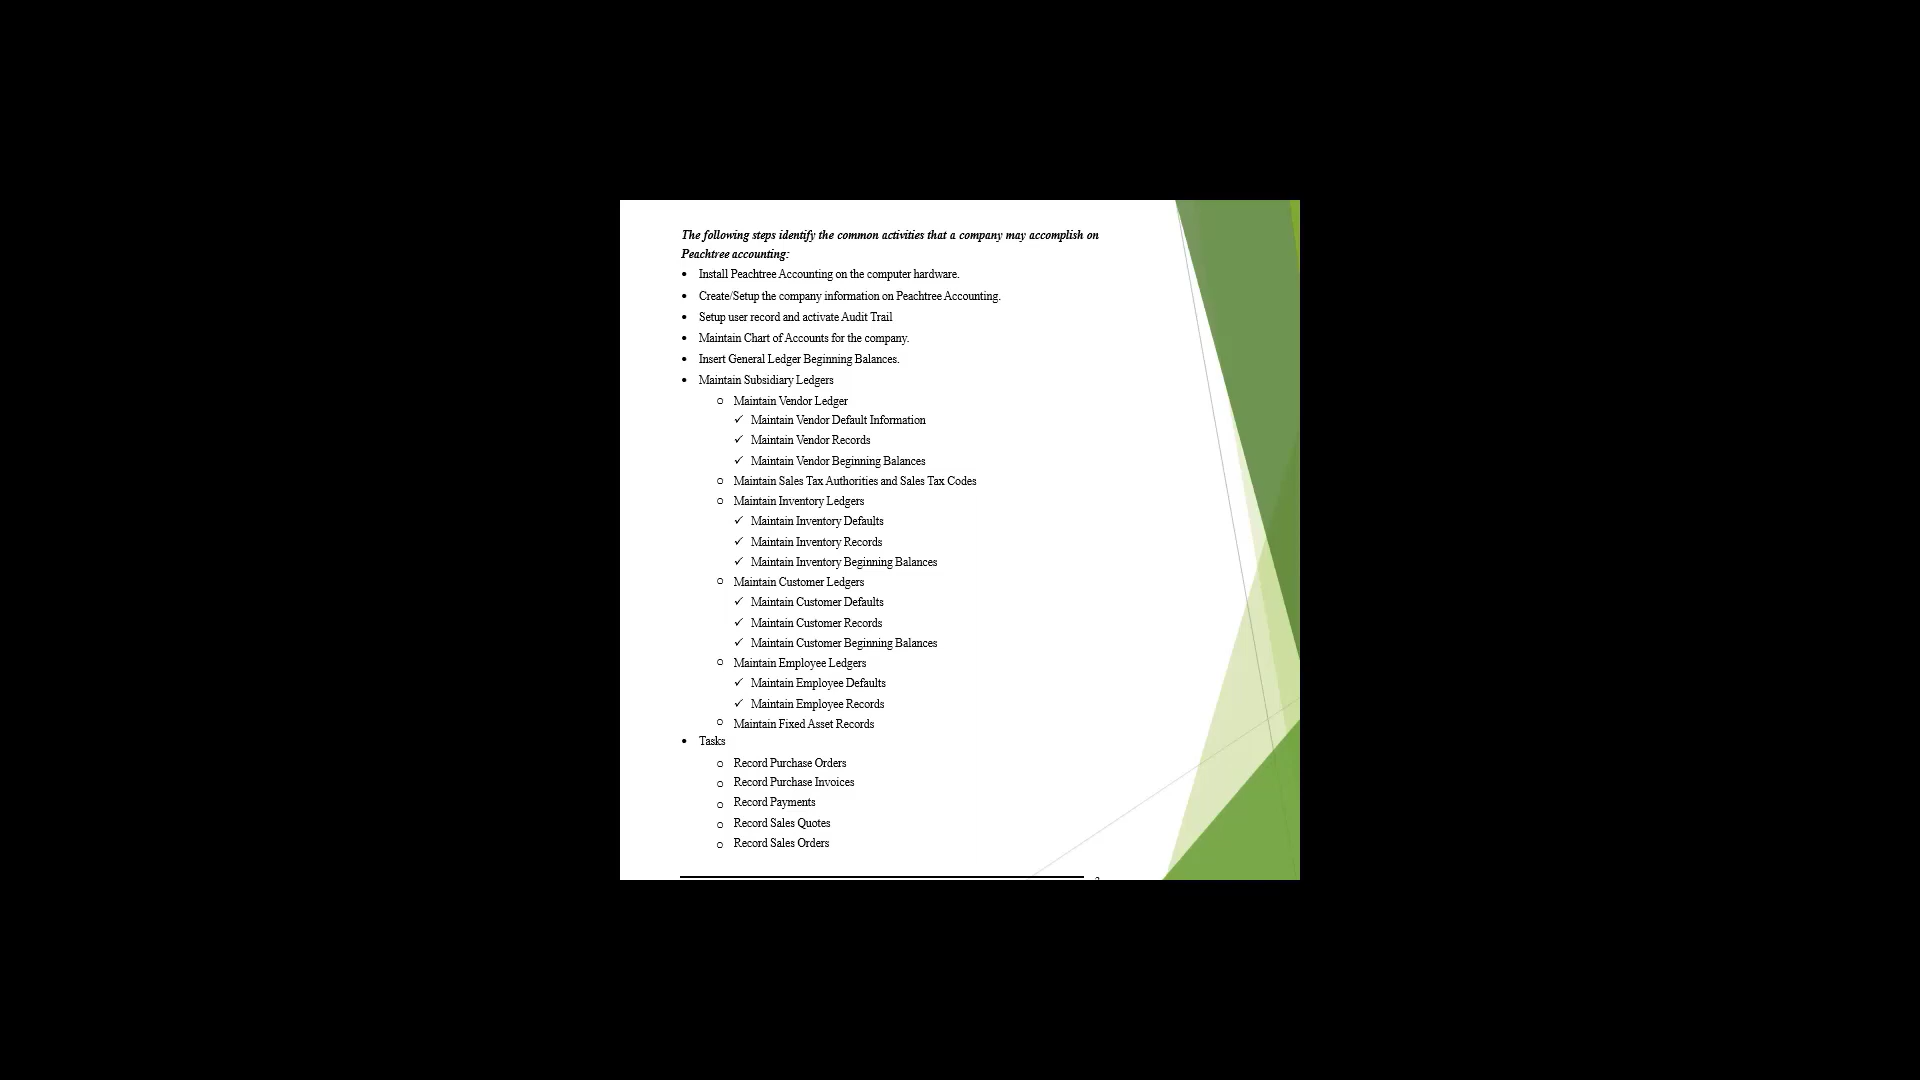 The following steps identify the common activities that a company may accomplish on
Peachtree accounting:
• Install Peachtree Accounting on the computer hardware.
• Create/Setup the company information on Peachtree Accounting.
• Setup user record and activate Audit Trail
• Maintain Chart of Accounts for the company.
• Insert General Ledger Beginning Balances.
• Maintain Subsidiary Ledgers
o Maintain Vendor Ledger
✓ Maintain Vendor Default Information
✓ Maintain Vendor Records
✓ Maintain Vendor Beginning Balances
o Maintain Sales Tax Authorities and Sales Tax Codes
o Maintain Inventory Ledgers
✓ Maintain Inventory Defaults
✓ Maintain Inventory Records
✓ Maintain Inventory Beginning Balances
o Maintain Customer Ledgers
✓ Maintain Customer Defaults
✓ Maintain Customer Records
✓ Maintain Customer Beginning Balances
o Maintain Employee Ledgers
✓ Maintain Employee Defaults
✓ Maintain Employee Records
o Maintain Fixed Asset Records
• Tasks
o Record Purchase Orders
o Record Purchase Invoices
o Record Payments
o Record Sales Quotes
o Record Sales Orders